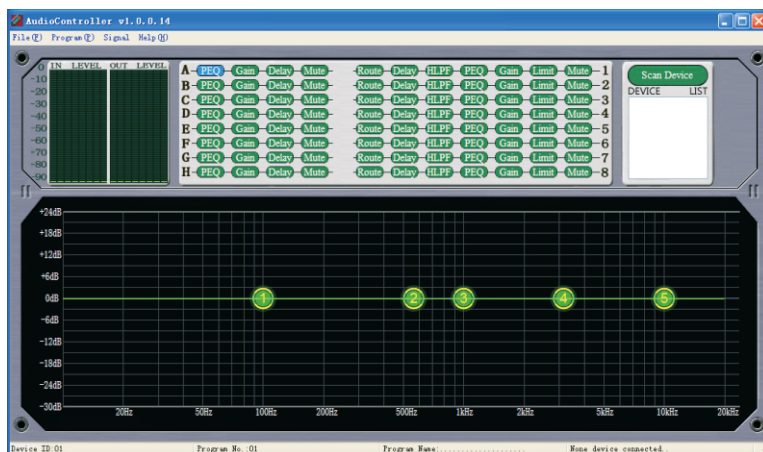 AudioController v1.0.0.14
File(F) Program(P) Signal Help(H)
IN LEVEL OUT LEVEL
0
-10
-20
-30
-40
-50
-60
-70
-80
-90
A PEQ Gain Delay Mute Route Delay HLPF PEQ Gain Limit Mute 1
B PEQ Gain Delay Mute Route Delay HLPF PEQ Gain Limit Mute 2
C PEQ Gain Delay Mute Route Delay HLPF PEQ Gain Limit Mute 3
D PEQ Gain Delay Mute Route Delay HLPF PEQ Gain Limit Mute 4
E PEQ Gain Delay Mute Route Delay HLPF PEQ Gain Limit Mute 5
F PEQ Gain Delay Mute Route Delay HLPF PEQ Gain Limit Mute 6
G PEQ Gain Delay Mute Route Delay HLPF PEQ Gain Limit Mute 7
H PEQ Gain Delay Mute Route Delay HLPF PEQ Gain Limit Mute 8
Scan Device
DEVICE LIST
+24dB
+18dB
+12dB
+6dB
0dB
-6dB
-12dB
-18dB
-24dB
-30dB
1 2 3 4 5
20Hz 50Hz 100Hz 200Hz 500Hz 1kHz 2kHz 5kHz 10kHz 20kHz
Device ID:01 Program No.:01 Program Name:.................... None device connected..